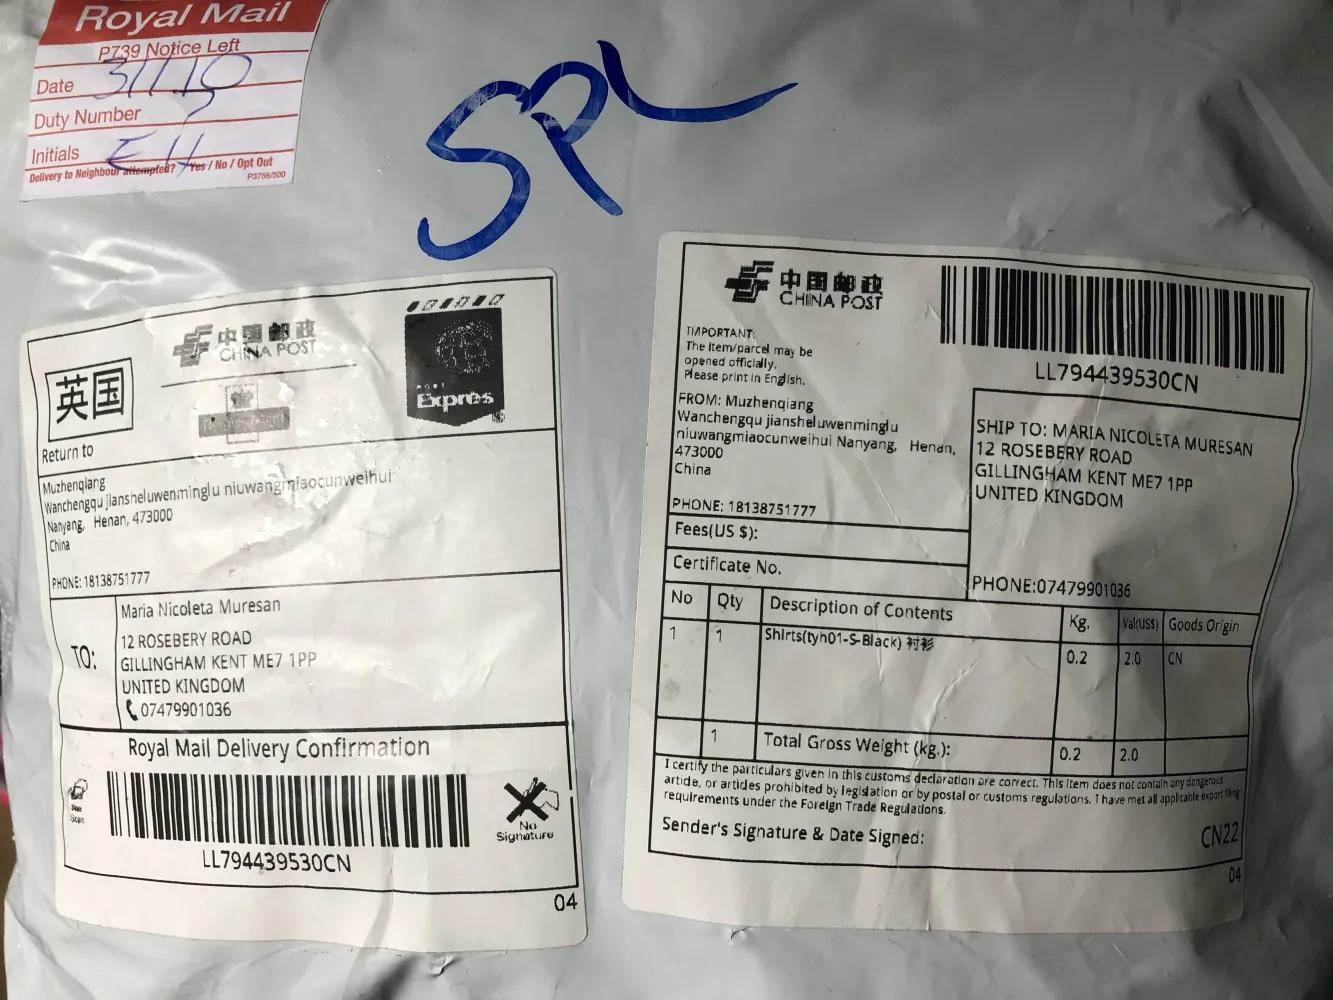 Royal Mail
P739 Notice Left
Date 31/10
Duty Number
Initials EH
Delivery to Neighbour attempted? Yes / No / Opt Out
P3756/500
SPL
中国邮政
CHINA POST
英国
Exprès
Return to
Muzhenqiang
Wanchengqu jiansheluwenminglu niuwangmiaocunweihui
Nanyang, Henan, 473000
China
PHONE: 18138751777
TO:
Maria Nicoleta Muresan
12 ROSEBERY ROAD
GILLINGHAM KENT ME7 1PP
UNITED KINGDOM
07479901036
Royal Mail Delivery Confirmation
Scan
No
Signature
LL794439530CN
04
中国邮政
CHINA POST
LL794439530CN
IMPORTANT:
The item/parcel may be
opened officially.
Please print in English.
FROM: Muzhenqiang
Wanchengqu jiansheluwenminglu
niuwangmiaocunweihui Nanyang, Henan,
473000
China
PHONE: 18138751777
SHIP TO: MARIA NICOLETA MURESAN
12 ROSEBERY ROAD
GILLINGHAM KENT ME7 1PP
UNITED KINGDOM
PHONE:07479901036
Fees(US $):
Certificate No.
No Qty Description of Contents Kg. Val(US$) Goods Origin
1 1 Shirts(tyh01-S-Black) 衬衫 0.2 2.0 CN
1 Total Gross Weight (kg.): 0.2 2.0
I certify the particulars given in this customs declaration are correct. This item does not contain any dangerous
article, or articles prohibited by legislation or by postal or customs regulations. I have met all applicable export filing
requirements under the Foreign Trade Regulations.
Sender's Signature & Date Signed:
CN22
04